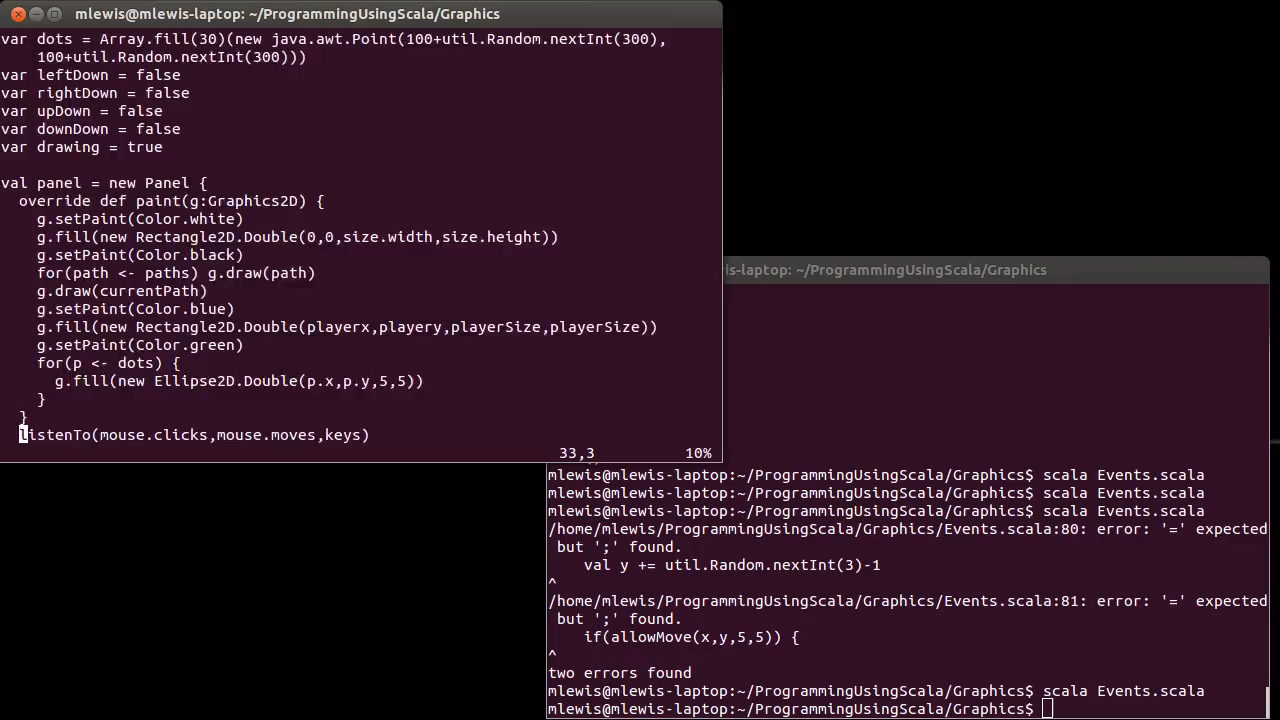 mlewis@mlewis-laptop: ~/ProgrammingUsingScala/Graphics
var dots = Array.fill(30)(new java.awt.Point(100+util.Random.nextInt(300),
    100+util.Random.nextInt(300)))
var leftDown = false
var rightDown = false
var upDown = false
var downDown = false
var drawing = true
val panel = new Panel {
  override def paint(g:Graphics2D) {
    g.setPaint(Color.white)
    g.fill(new Rectangle2D.Double(0,0,size.width,size.height))
    g.setPaint(Color.black)
    for(path <- paths) g.draw(path)
    g.draw(currentPath)
    g.setPaint(Color.blue)
    g.fill(new Rectangle2D.Double(playerx,playery,playerSize,playerSize))
    g.setPaint(Color.green)
    for(p <- dots) {
      g.fill(new Ellipse2D.Double(p.x,p.y,5,5))
    }
  }
  listenTo(mouse.clicks,mouse.moves,keys)
33,3 10%
is-laptop: ~/ProgrammingUsingScala/Graphics
mlewis@mlewis-laptop:~/ProgrammingUsingScala/Graphics$ scala Events.scala
mlewis@mlewis-laptop:~/ProgrammingUsingScala/Graphics$ scala Events.scala
mlewis@mlewis-laptop:~/ProgrammingUsingScala/Graphics$ scala Events.scala
/home/mlewis/ProgrammingUsingScala/Graphics/Events.scala:80: error: '=' expected
 but ';' found.
    val y += util.Random.nextInt(3)-1
^
/home/mlewis/ProgrammingUsingScala/Graphics/Events.scala:81: error: '=' expected
 but ';' found.
    if(allowMove(x,y,5,5)) {
^
two errors found
mlewis@mlewis-laptop:~/ProgrammingUsingScala/Graphics$ scala Events.scala
mlewis@mlewis-laptop:~/ProgrammingUsingScala/Graphics$